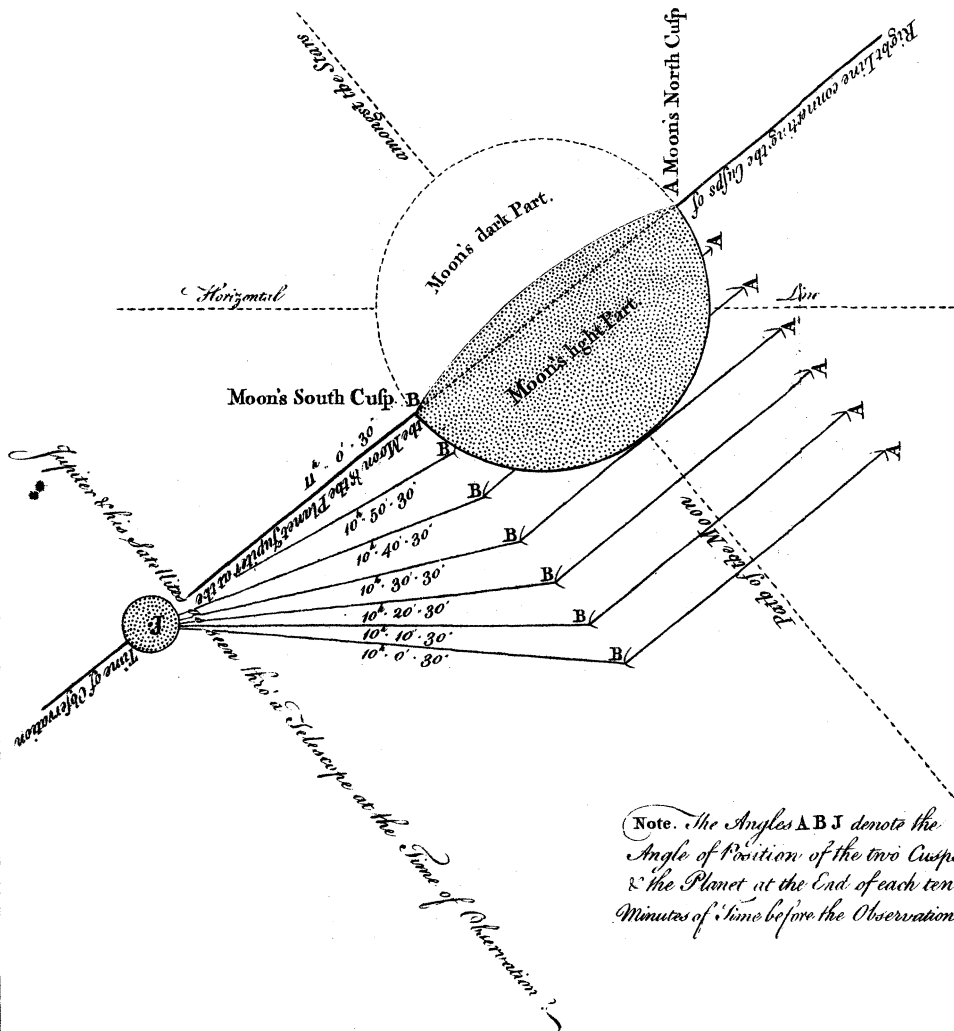 amongst the Stars
A Moon's North Cuſp
Right Line connecting the Cuſps of
the Moon & the Planet Jupiter at the
Time of Obſervation
Moon's dark Part.
Horizontal
Line
Moon's light Part
Moon's South Cuſp. B
A
A
A
A
A
A
B
B
B
B
B
B
11ʰ. 0'. 30"
10ʰ. 50'. 30"
10ʰ. 40'. 30"
10ʰ. 30'. 30"
10ʰ. 20'. 30"
10ʰ. 10'. 30"
10ʰ. 0'. 30"
J
Path of the Moon
Jupiter & his Satellites as seen thro' a Telescope at the Time of Observation
Note. The Angles A B J denote the
Angle of Position of the two Cusps
& the Planet at the End of each ten
Minutes of Time before the Observation